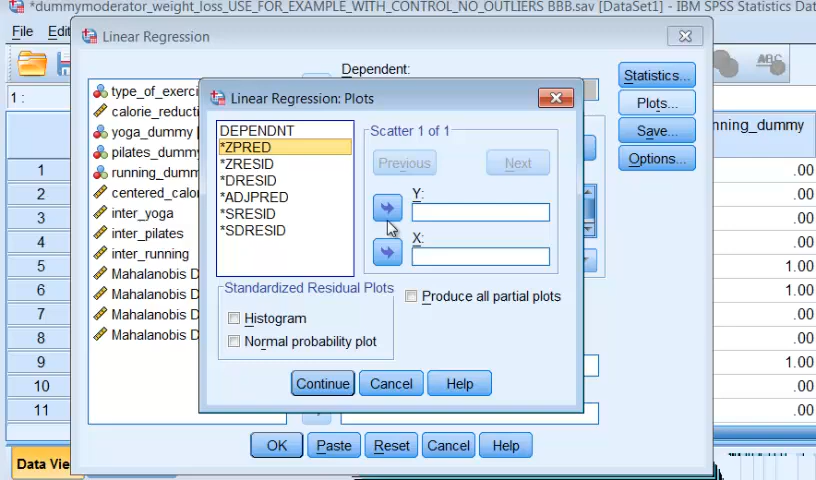 *dummymoderator_weight_loss_USE_FOR_EXAMPLE_WITH_CONTROL_NO_OUTLIERS BBB.sav [DataSet1] - IBM SPSS Statistics Dat
File Edit
Linear Regression
Dependent:
type_of_exerci
calorie_reducti
yoga_dummy [
pilates_dummy
running_dumm
centered_calor
inter_yoga
inter_pilates
inter_running
Mahalanobis D
Mahalanobis D
Mahalanobis D
Mahalanobis D
Statistics...
Plots...
Save...
Options...
Linear Regression: Plots
DEPENDNT
*ZPRED
*ZRESID
*DRESID
*ADJPRED
*SRESID
*SDRESID
Scatter 1 of 1
Previous Next
Y:
X:
Standardized Residual Plots
Histogram
Normal probability plot
Produce all partial plots
Continue Cancel Help
OK Paste Reset Cancel Help
1 :
nning_dummy
1 .00
2 .00
3 .00
4 .00
5 1.00
6 1.00
7 .00
8 .00
9 1.00
10 .00
11 .00
Data Vie
ABC